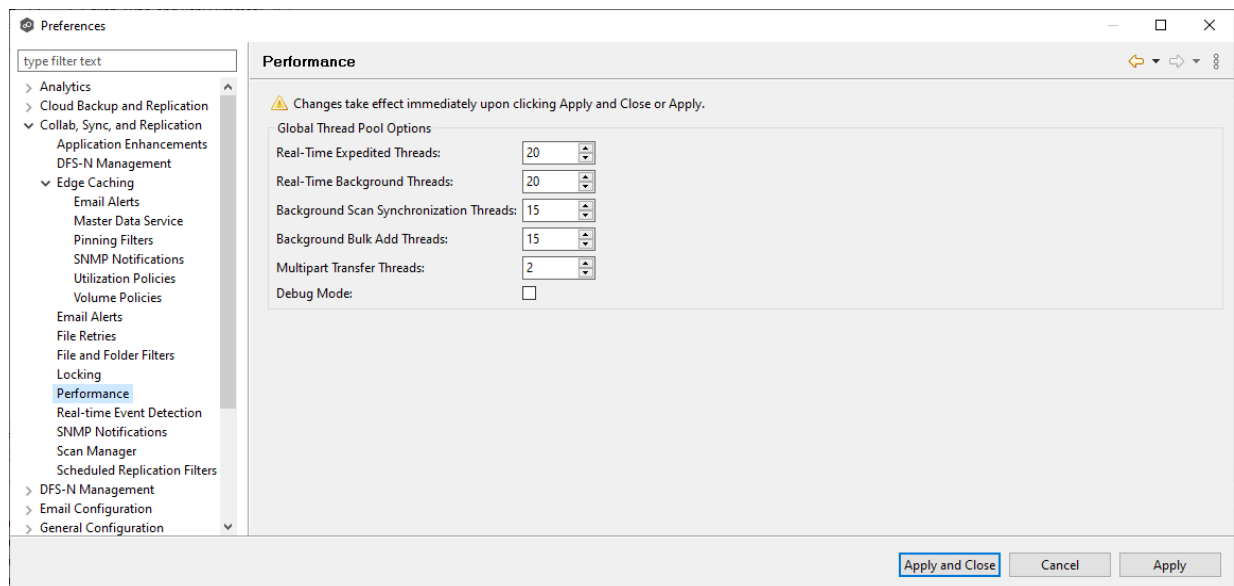 Preferences
type filter text
Analytics
Cloud Backup and Replication
Collab, Sync, and Replication
Application Enhancements
DFS-N Management
Edge Caching
Email Alerts
Master Data Service
Pinning Filters
SNMP Notifications
Utilization Policies
Volume Policies
Email Alerts
File Retries
File and Folder Filters
Locking
Performance
Real-time Event Detection
SNMP Notifications
Scan Manager
Scheduled Replication Filters
DFS-N Management
Email Configuration
General Configuration
Performance
Changes take effect immediately upon clicking Apply and Close or Apply.
Global Thread Pool Options
Real-Time Expedited Threads: 20
Real-Time Background Threads: 20
Background Scan Synchronization Threads: 15
Background Bulk Add Threads: 15
Multipart Transfer Threads: 2
Debug Mode:
Apply and Close Cancel Apply